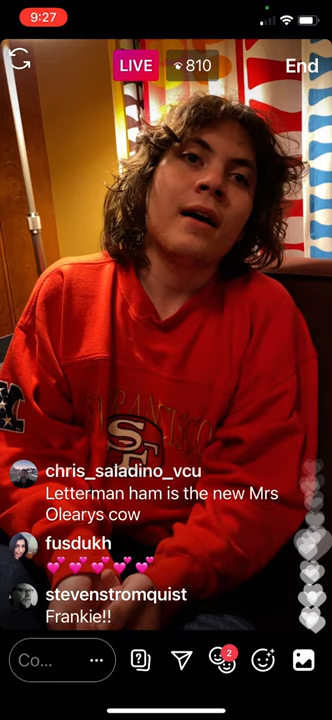 9:27
LIVE
810
End
SAN FRANCISCO
SF
chris_saladino_vcu
Letterman ham is the new Mrs
Olearys cow
fusdukh
💕💕💕💕💕
stevenstromquist
Frankie!!
Co...
2